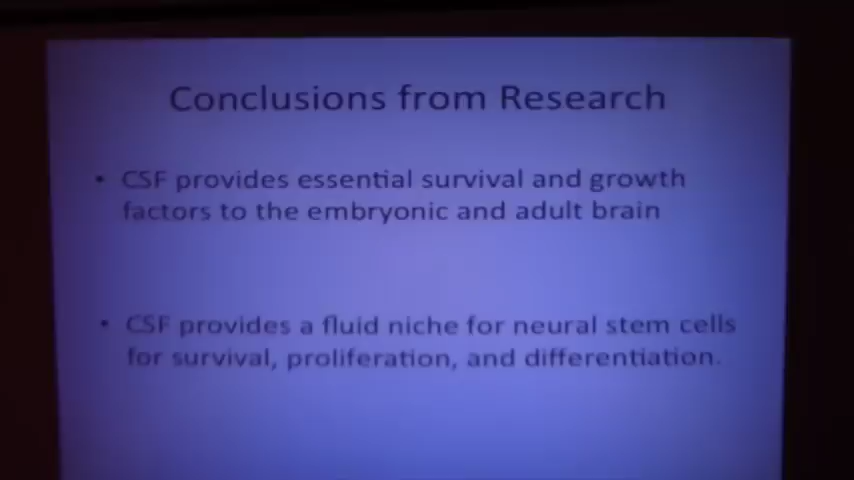 Conclusions from Research
• CSF provides essential survival and growth
factors to the embryonic and adult brain
• CSF provides a fluid niche for neural stem cells
for survival, proliferation, and differentiation.